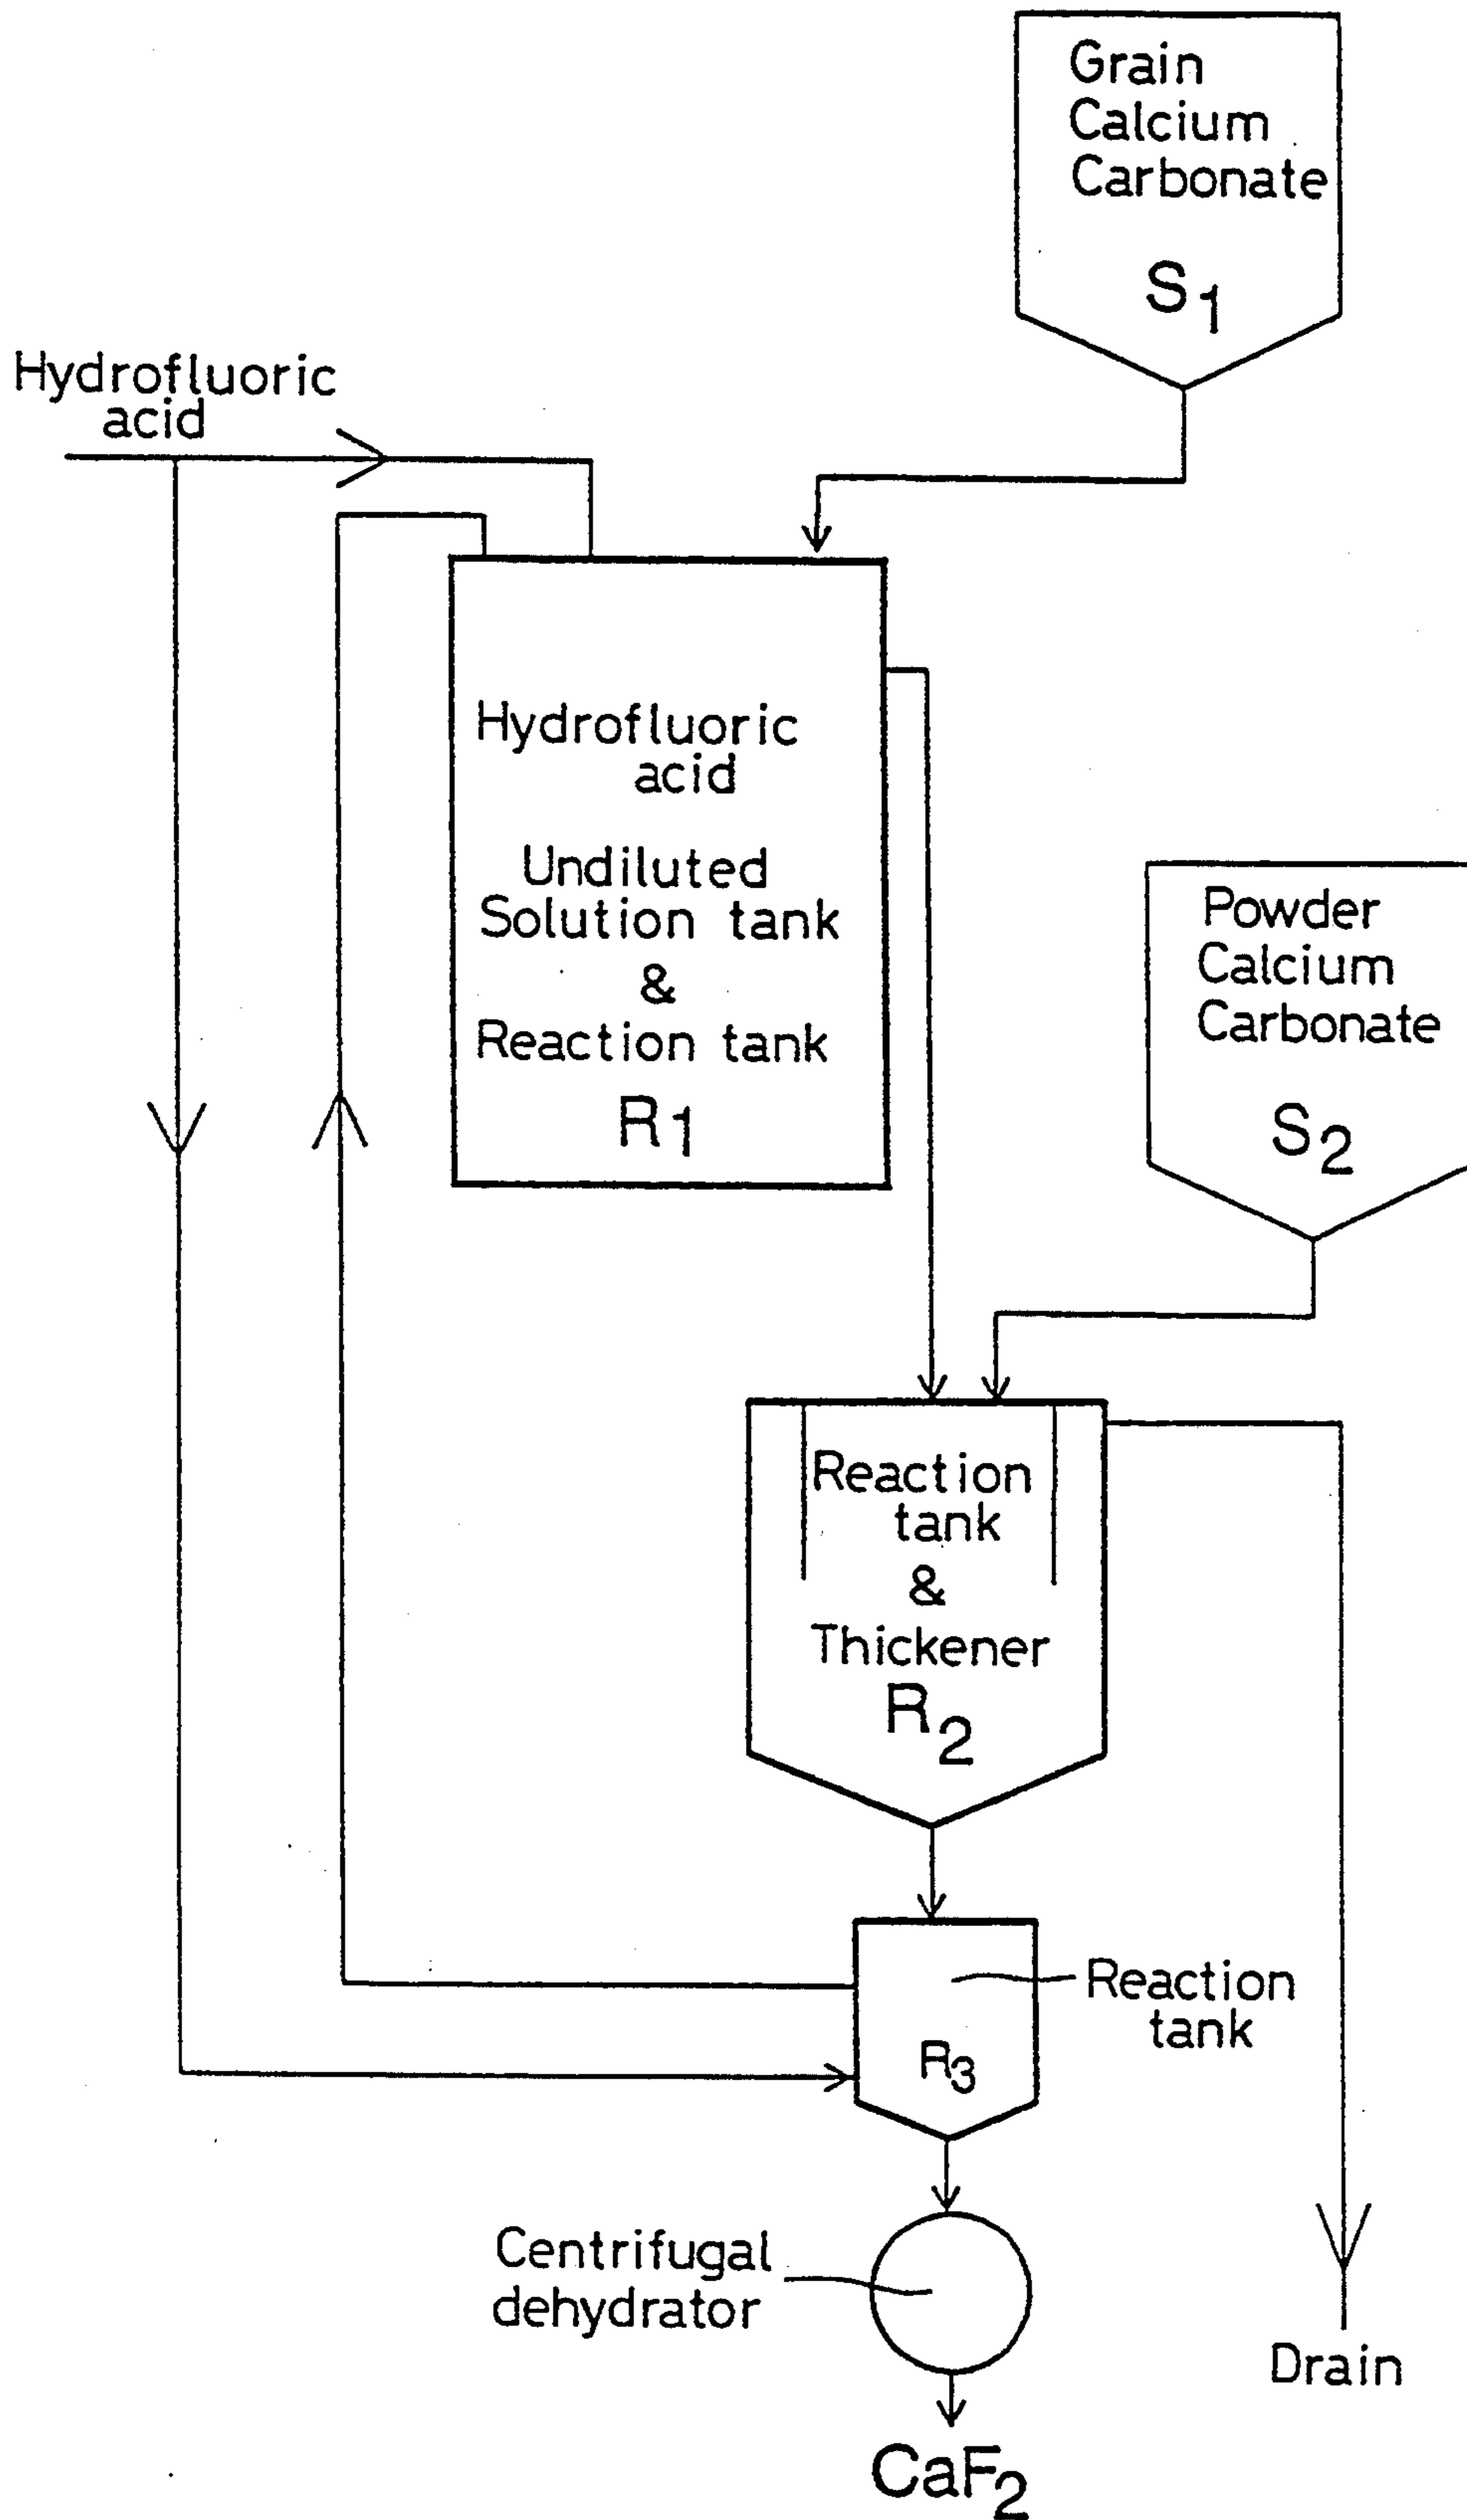 Grain
Calcium
Carbonate
S1
Hydrofluoric
acid
Hydrofluoric
acid
Undiluted
Solution tank
&
Reaction tank
R1
Powder
Calcium
Carbonate
S2
Reaction
tank
&
Thickener
R2
Reaction
tank
R3
Centrifugal
dehydrator
Drain
CaF2